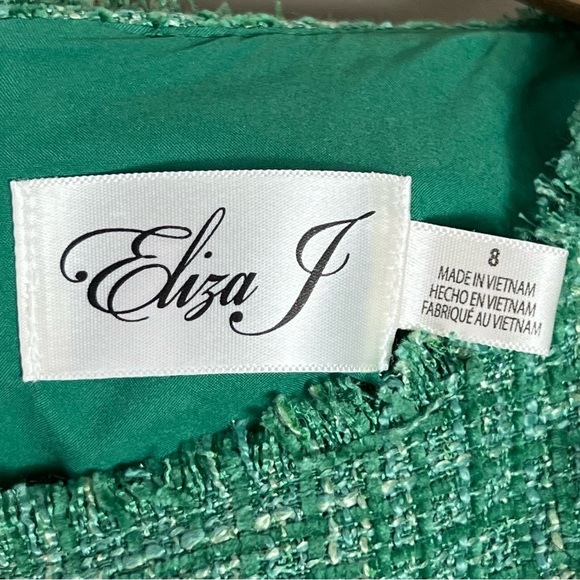 Eliza J
8
MADE IN VIETNAM
HECHO EN VIETNAM
FABRIQUÉ AU VIETNAM